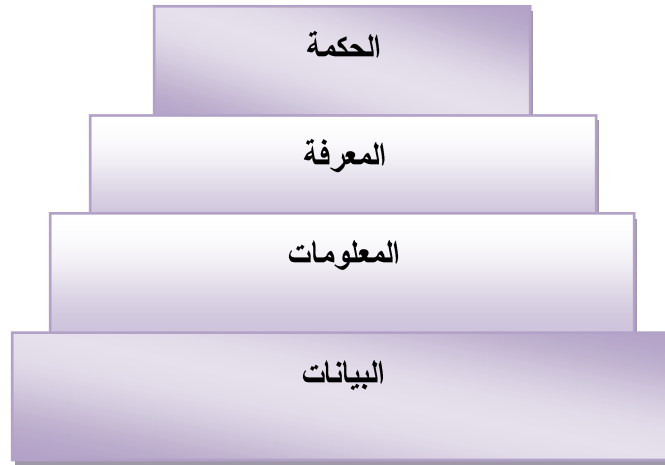 الحكمة
المعرفة
المعلومات
البيانات